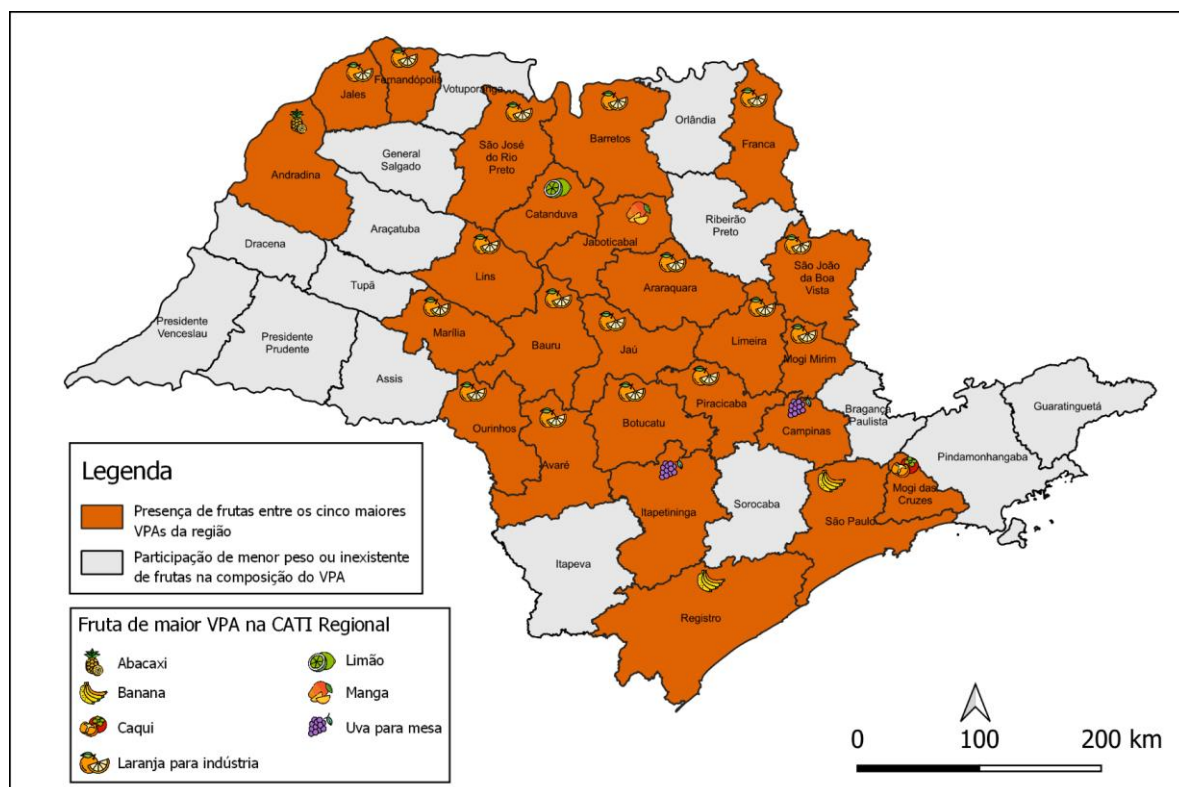 Fernandópolis
Jales
Votuporanga
Orlândia
São José
do Rio
Preto
Barretos
Franca
General
Salgado
Andradina
Catanduva
Ribeirão
Preto
Araçatuba
Dracena
Jaboticabal
São João
da Boa
Vista
Lins
Araraquara
Tupã
Presidente
Venceslau
Marília
Presidente
Prudente
Bauru
Jaú
Limeira
Mogi Mirim
Assis
Piracicaba
Bragança
Paulista
Guaratinguetá
Ourinhos
Botucatu
Campinas
Pindamonhangaba
Avaré
Mogi das
Cruzes
Sorocaba
Itapetininga
São Paulo
Itapeva
Registro
Legenda
Presença de frutas entre os cinco maiores
VPAs da região
Participação de menor peso ou inexistente
de frutas na composição do VPA
Fruta de maior VPA na CATI Regional
Abacaxi
Limão
Banana
Manga
Caqui
Uva para mesa
Laranja para indústria
0 100 200 km